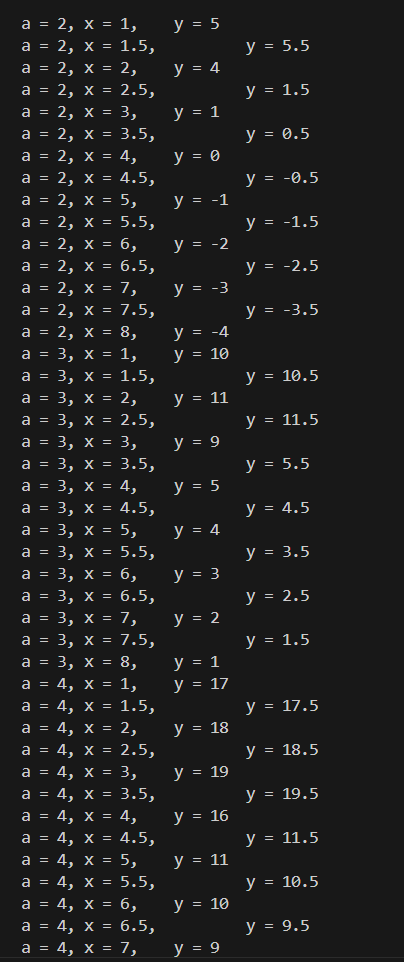 a = 2, x = 1,    y = 5
a = 2, x = 1.5,          y = 5.5
a = 2, x = 2,    y = 4
a = 2, x = 2.5,          y = 1.5
a = 2, x = 3,    y = 1
a = 2, x = 3.5,          y = 0.5
a = 2, x = 4,    y = 0
a = 2, x = 4.5,          y = -0.5
a = 2, x = 5,    y = -1
a = 2, x = 5.5,          y = -1.5
a = 2, x = 6,    y = -2
a = 2, x = 6.5,          y = -2.5
a = 2, x = 7,    y = -3
a = 2, x = 7.5,          y = -3.5
a = 2, x = 8,    y = -4
a = 3, x = 1,    y = 10
a = 3, x = 1.5,          y = 10.5
a = 3, x = 2,    y = 11
a = 3, x = 2.5,          y = 11.5
a = 3, x = 3,    y = 9
a = 3, x = 3.5,          y = 5.5
a = 3, x = 4,    y = 5
a = 3, x = 4.5,          y = 4.5
a = 3, x = 5,    y = 4
a = 3, x = 5.5,          y = 3.5
a = 3, x = 6,    y = 3
a = 3, x = 6.5,          y = 2.5
a = 3, x = 7,    y = 2
a = 3, x = 7.5,          y = 1.5
a = 3, x = 8,    y = 1
a = 4, x = 1,    y = 17
a = 4, x = 1.5,          y = 17.5
a = 4, x = 2,    y = 18
a = 4, x = 2.5,          y = 18.5
a = 4, x = 3,    y = 19
a = 4, x = 3.5,          y = 19.5
a = 4, x = 4,    y = 16
a = 4, x = 4.5,          y = 11.5
a = 4, x = 5,    y = 11
a = 4, x = 5.5,          y = 10.5
a = 4, x = 6,    y = 10
a = 4, x = 6.5,          y = 9.5
a = 4, x = 7,    y = 9